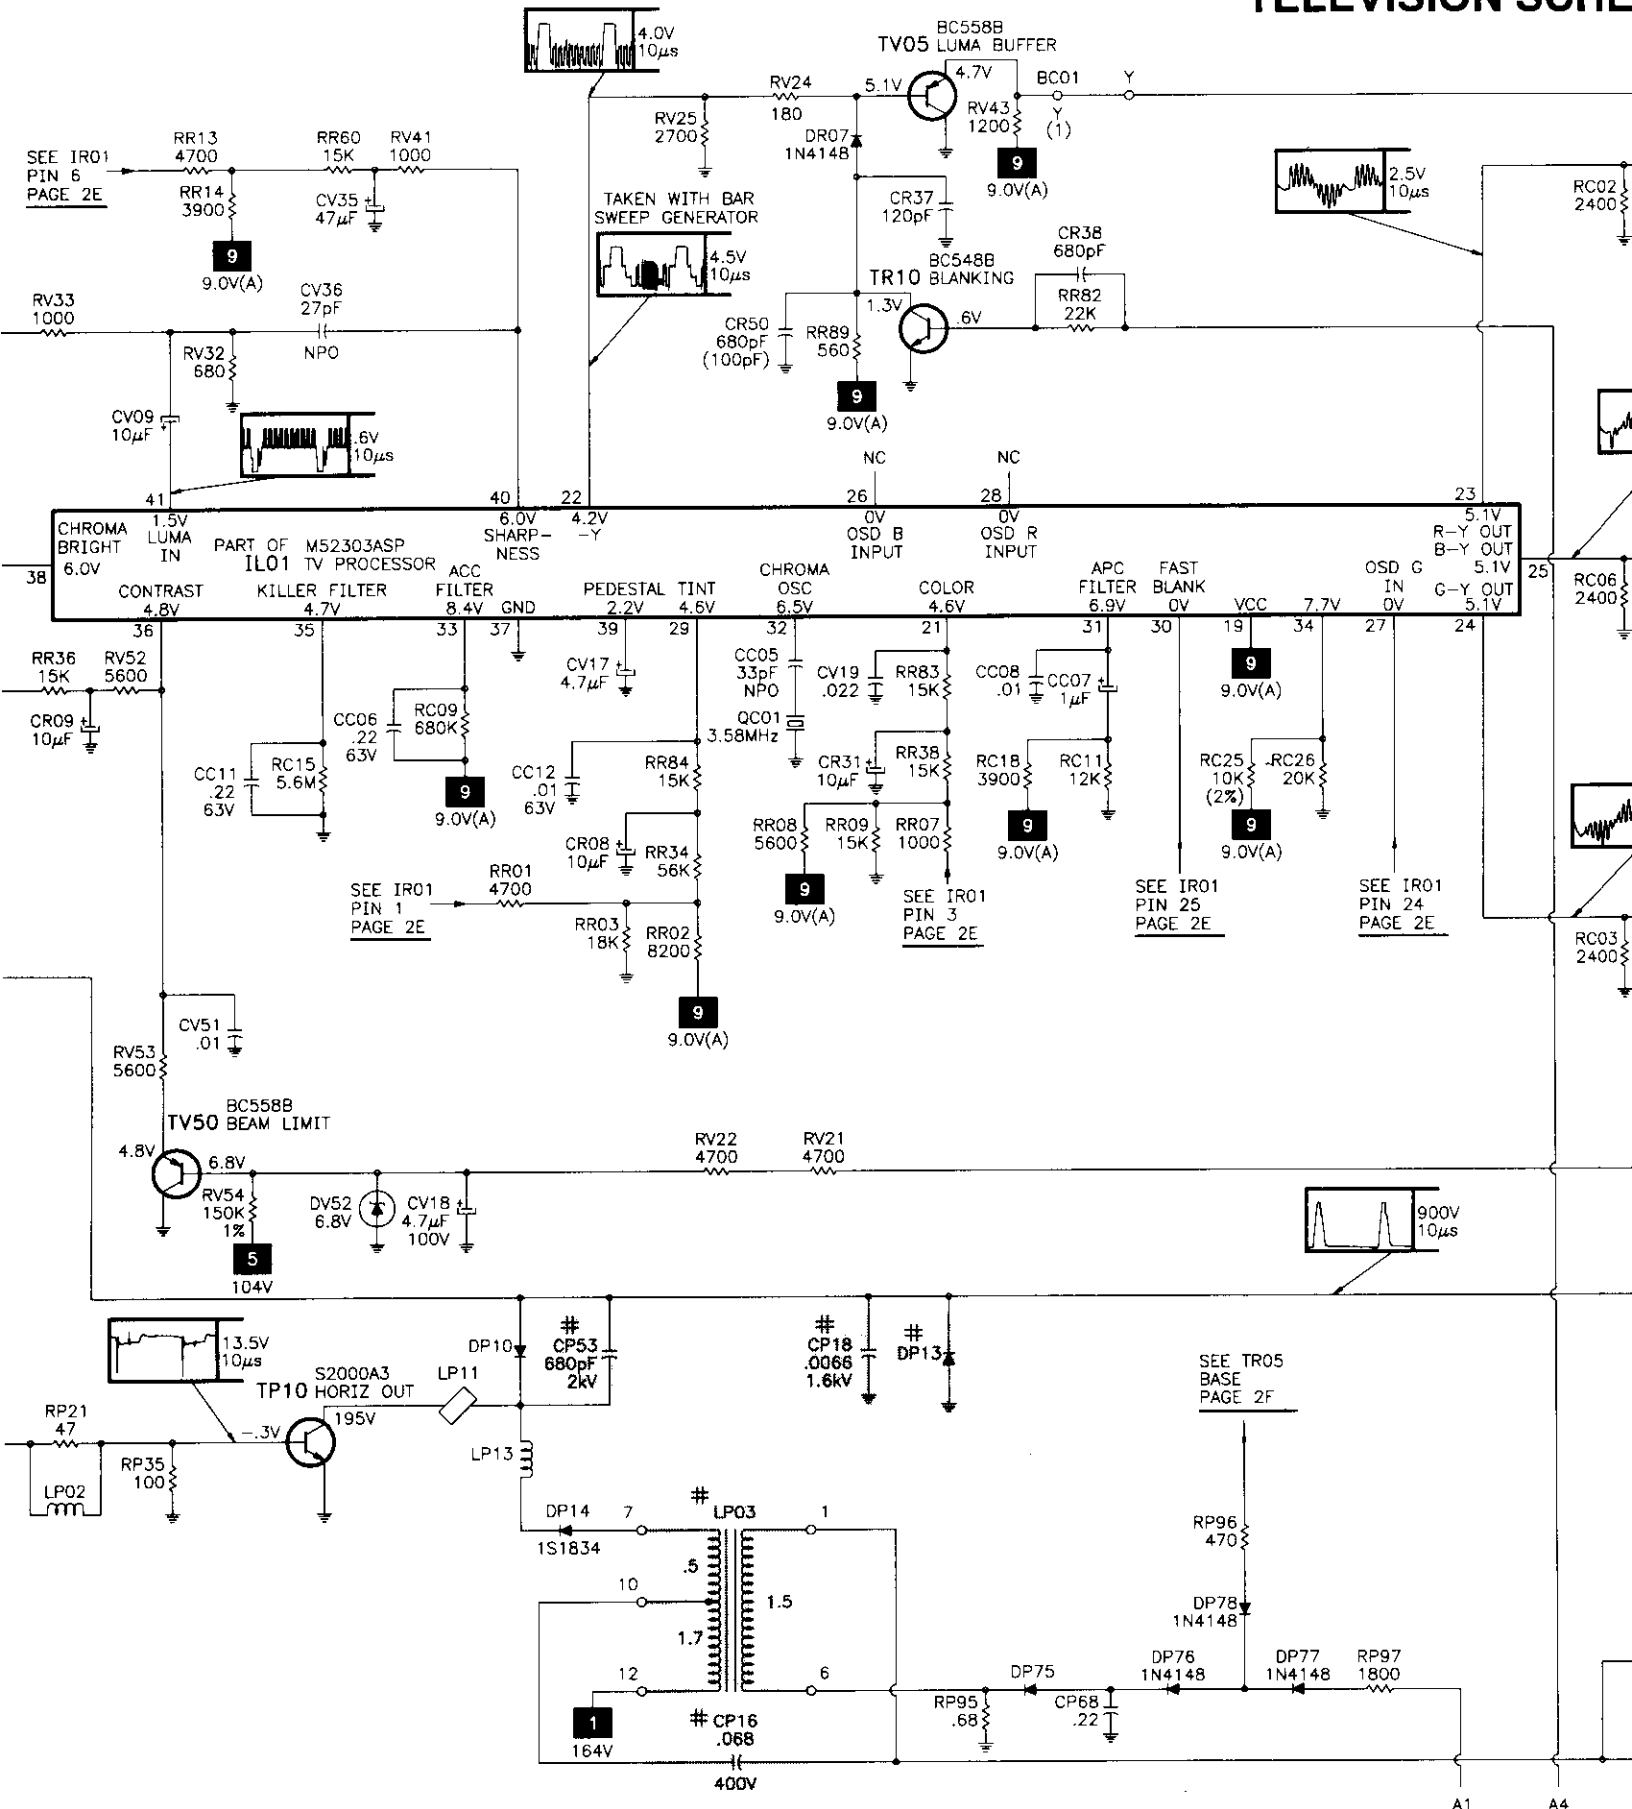 TELEVISION SCHE
4.0V
10µs
BC558B
TV05 LUMA BUFFER
5.1V
4.7V
BC01
Y
Y
(1)
RV24
180
RV25
2700
DR07
1N4148
RV43
1200
9
9.0V(A)
SEE IR01
PIN 6
PAGE 2E
RR13
4700
RR60
15K
RV41
1000
RR14
3900
CV35
47µF
+
9
9.0V(A)
TAKEN WITH BAR
SWEEP GENERATOR
4.5V
10µs
CR37
120pF
2.5V
10µs
RC02
2400
RV33
1000
CV36
27pF
NPO
RV32
680
BC548B
TR10 BLANKING
1.3V
.6V
CR38
680pF
RR82
22K
CR50
680pF
(100pF)
RR89
560
9
9.0V(A)
CV09
10µF
+
.6V
10µs
NC
NC
41
40
22
26
28
23
1.5V
6.0V
4.2V
0V
0V
5.1V
CHROMA
BRIGHT
6.0V
38
LUMA
IN
PART OF M52303ASP
IL01 TV PROCESSOR
SHARP-
NESS
-Y
OSD B
INPUT
OSD R
INPUT
R-Y OUT
B-Y OUT
5.1V
25
CONTRAST
4.8V
KILLER FILTER
4.7V
ACC
FILTER
8.4V
GND
PEDESTAL
2.2V
TINT
4.6V
CHROMA
OSC
6.5V
COLOR
4.6V
APC
FILTER
6.9V
FAST
BLANK
0V
VCC
7.7V
OSD G
IN
0V
G-Y OUT
5.1V
36
35
33
37
39
29
32
21
31
30
19
34
27
24
RC06
2400
RR36
15K
RV52
5600
CR09
10µF
+
CC11
.22
63V
RC15
5.6M
CC06
.22
63V
RC09
680K
9
9.0V(A)
CV17
4.7µF
+
CC12
.01
63V
RR84
15K
CR08
10µF
+
RR34
56K
SEE IR01
PIN 1
PAGE 2E
RR01
4700
RR03
18K
RR02
8200
9
9.0V(A)
CC05
33pF
NPO
QC01
3.58MHz
CV19
.022
RR83
15K
CR31
10µF
+
RR38
15K
RR08
5600
RR09
15K
RR07
1000
9
9.0V(A)
SEE IR01
PIN 3
PAGE 2E
CC08
.01
CC07
1µF
+
RC18
3900
RC11
12K
9
9.0V(A)
SEE IR01
PIN 25
PAGE 2E
9
9.0V(A)
RC25
10K
(2%)
RC26
20K
9
9.0V(A)
SEE IR01
PIN 24
PAGE 2E
RC03
2400
CV51
.01
RV53
5600
BC558B
TV50 BEAM LIMIT
4.8V
6.8V
RV54
150K
1%
5
104V
DV52
6.8V
CV18
4.7µF
100V
+
RV22
4700
RV21
4700
900V
10µs
13.5V
10µs
DP10
#
CP53
680pF
2kV
#
CP18
.0066
1.6kV
#
DP13
S2000A3
TP10 HORIZ OUT
195V
LP11
-.3V
RP21
47
LP02
RP35
100
LP13
SEE TR05
BASE
PAGE 2F
DP14
1S1834
7
#
LP03
1
.5
10
1.5
1.7
12
6
1
164V
#
CP16
.068
400V
RP96
470
DP78
1N4148
DP75
DP76
1N4148
DP77
1N4148
RP97
1800
RP95
.68
CP68
.22
A1
A4